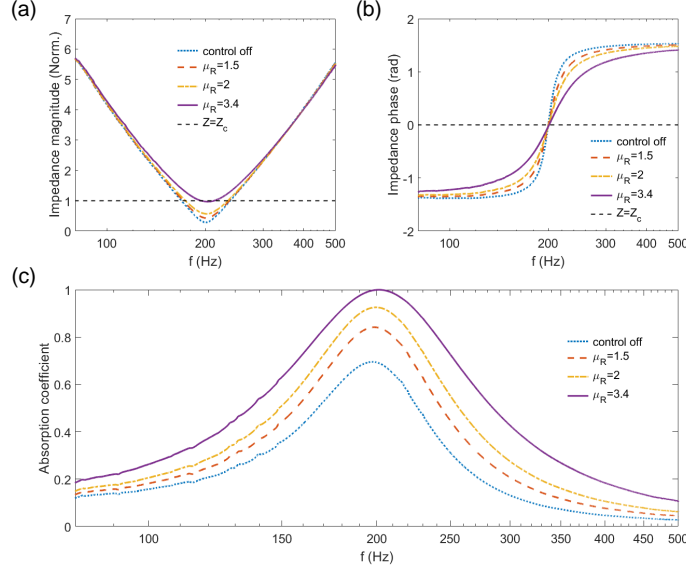 (a)
Impedance magnitude (Norm.)
7
6
5
4
3
2
1
0
control off
μR=1.5
μR=2
μR=3.4
Z=Zc
100
200
300
400
500
f (Hz)
(b)
Impedance phase (rad)
2
1
0
-1
-2
control off
μR=1.5
μR=2
μR=3.4
Z=Zc
100
200
300
400
500
f (Hz)
(c)
Absorption coefficient
1
0.8
0.6
0.4
0.2
0
control off
μR=1.5
μR=2
μR=3.4
100
150
200
250
300
350
400
450
500
f (Hz)